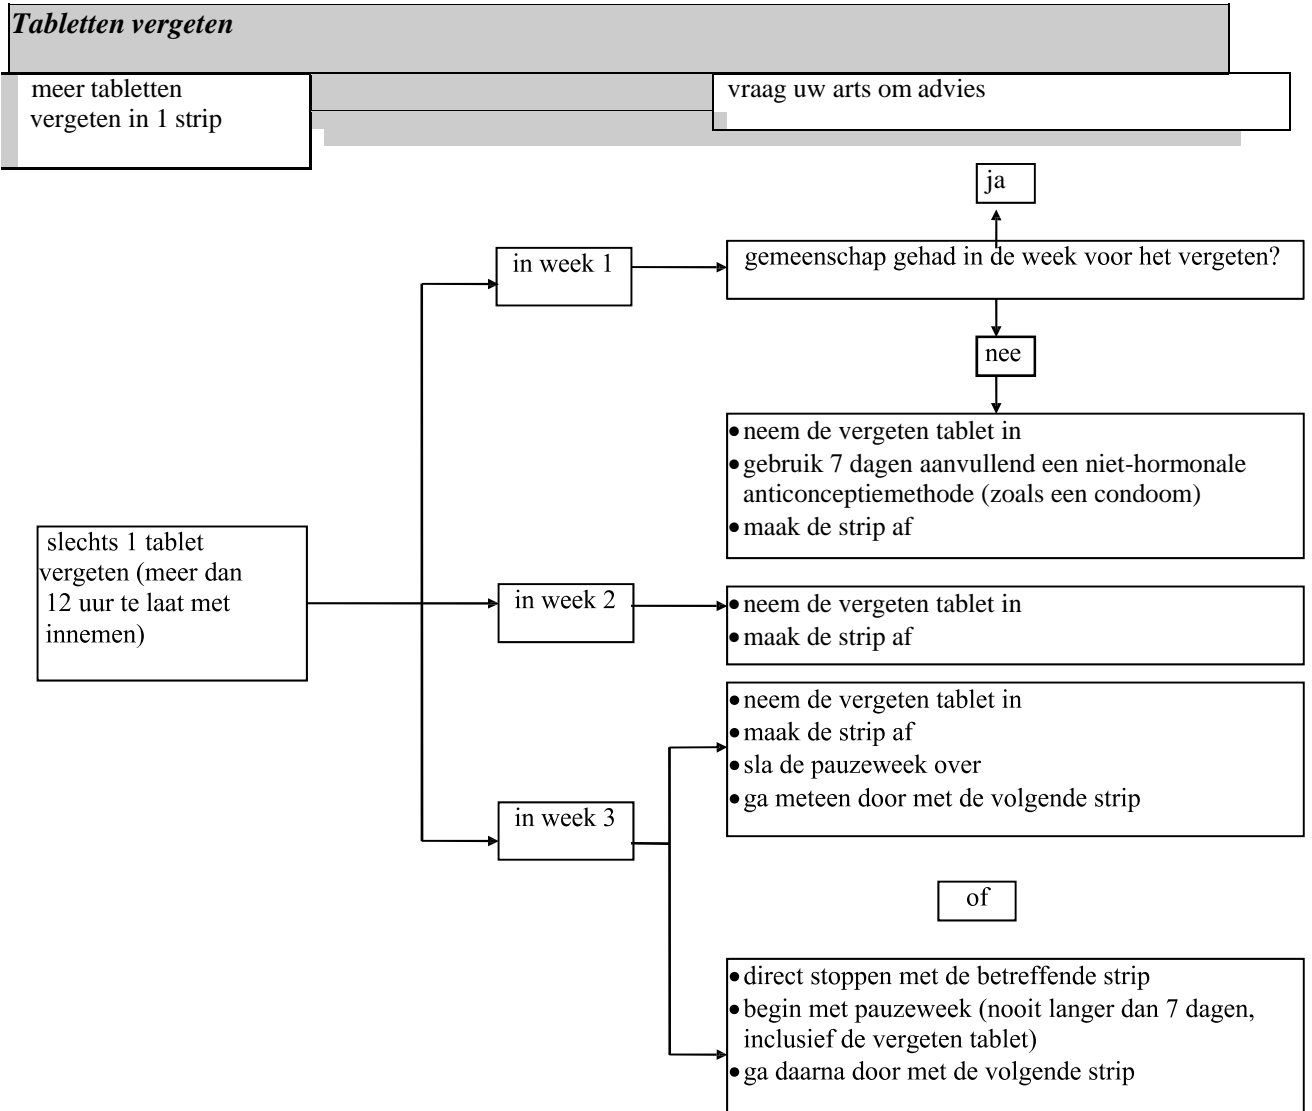 Tabletten vergeten
meer tabletten
vergeten in 1 strip
vraag uw arts om advies
ja
in week 1
gemeenschap gehad in de week voor het vergeten?
nee
• neem de vergeten tablet in
• gebruik 7 dagen aanvullend een niet-hormonale
anticonceptiemethode (zoals een condoom)
• maak de strip af
slechts 1 tablet
vergeten (meer dan
12 uur te laat met
innemen)
in week 2
• neem de vergeten tablet in
• maak de strip af
• neem de vergeten tablet in
• maak de strip af
• sla de pauzeweek over
• ga meteen door met de volgende strip
in week 3
of
• direct stoppen met de betreffende strip
• begin met pauzeweek (nooit langer dan 7 dagen,
inclusief de vergeten tablet)
• ga daarna door met de volgende strip